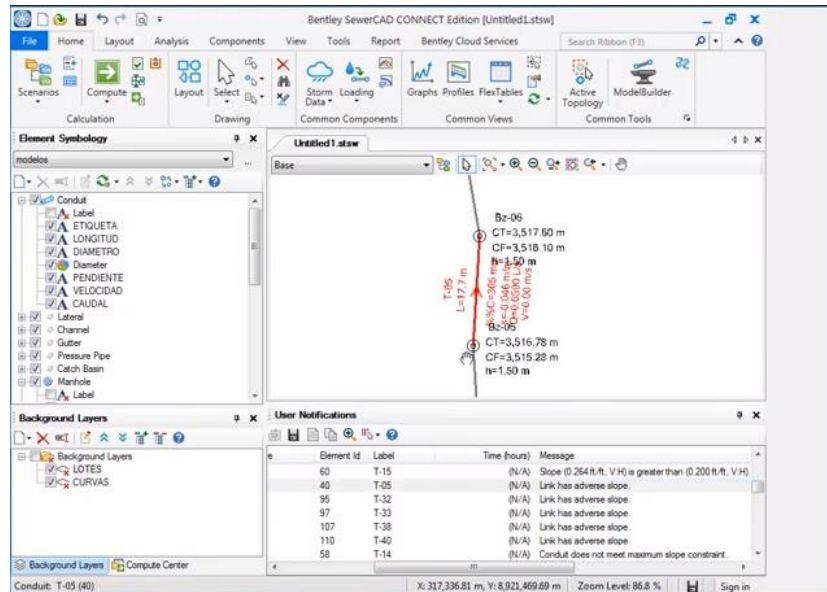 Bentley SewerCAD CONNECT Edition [Untitled1.stsw]
File Home Layout Analysis Components View Tools Report Bentley Cloud Services Search Ribbon (F3)
Scenarios Compute Layout Select Storm Data Loading Graphs Profiles FlexTables Active Topology ModelBuilder
Calculation Drawing Common Components Common Views Common Tools
Element Symbology
modelos
...
Conduit
Label
ETIQUETA
LONGITUD
DIAMETRO
Diameter
PENDIENTE
VELOCIDAD
CAUDAL
Lateral
Channel
Gutter
Pressure Pipe
Catch Basin
Manhole
Label
Background Layers
Background Layers
LOTES
CURVAS
Background Layers Compute Center
Untitled1.stsw
Base
Bz-06
CT=3,517.60 m
CF=3,516.10 m
h=1.50 m
T-05
L=17.7 m
V=0.00 m/s
Bz-05
CT=3,516.78 m
CF=3,515.28 m
h=1.50 m
User Notifications
e Element Id Label Time (hours) Message
60 T-15 (N/A) Slope (0.264 ft/ft, V:H) is greater than (0.200 ft/ft, V:H).
40 T-05 (N/A) Link has adverse slope.
95 T-32 (N/A) Link has adverse slope.
97 T-33 (N/A) Link has adverse slope.
107 T-38 (N/A) Link has adverse slope.
110 T-40 (N/A) Link has adverse slope.
58 T-14 (N/A) Conduit does not meet maximum slope constraint.
Conduit: T-05 (40) X: 317,336.81 m, Y: 8,921,469.69 m Zoom Level: 86.8 % Sign in